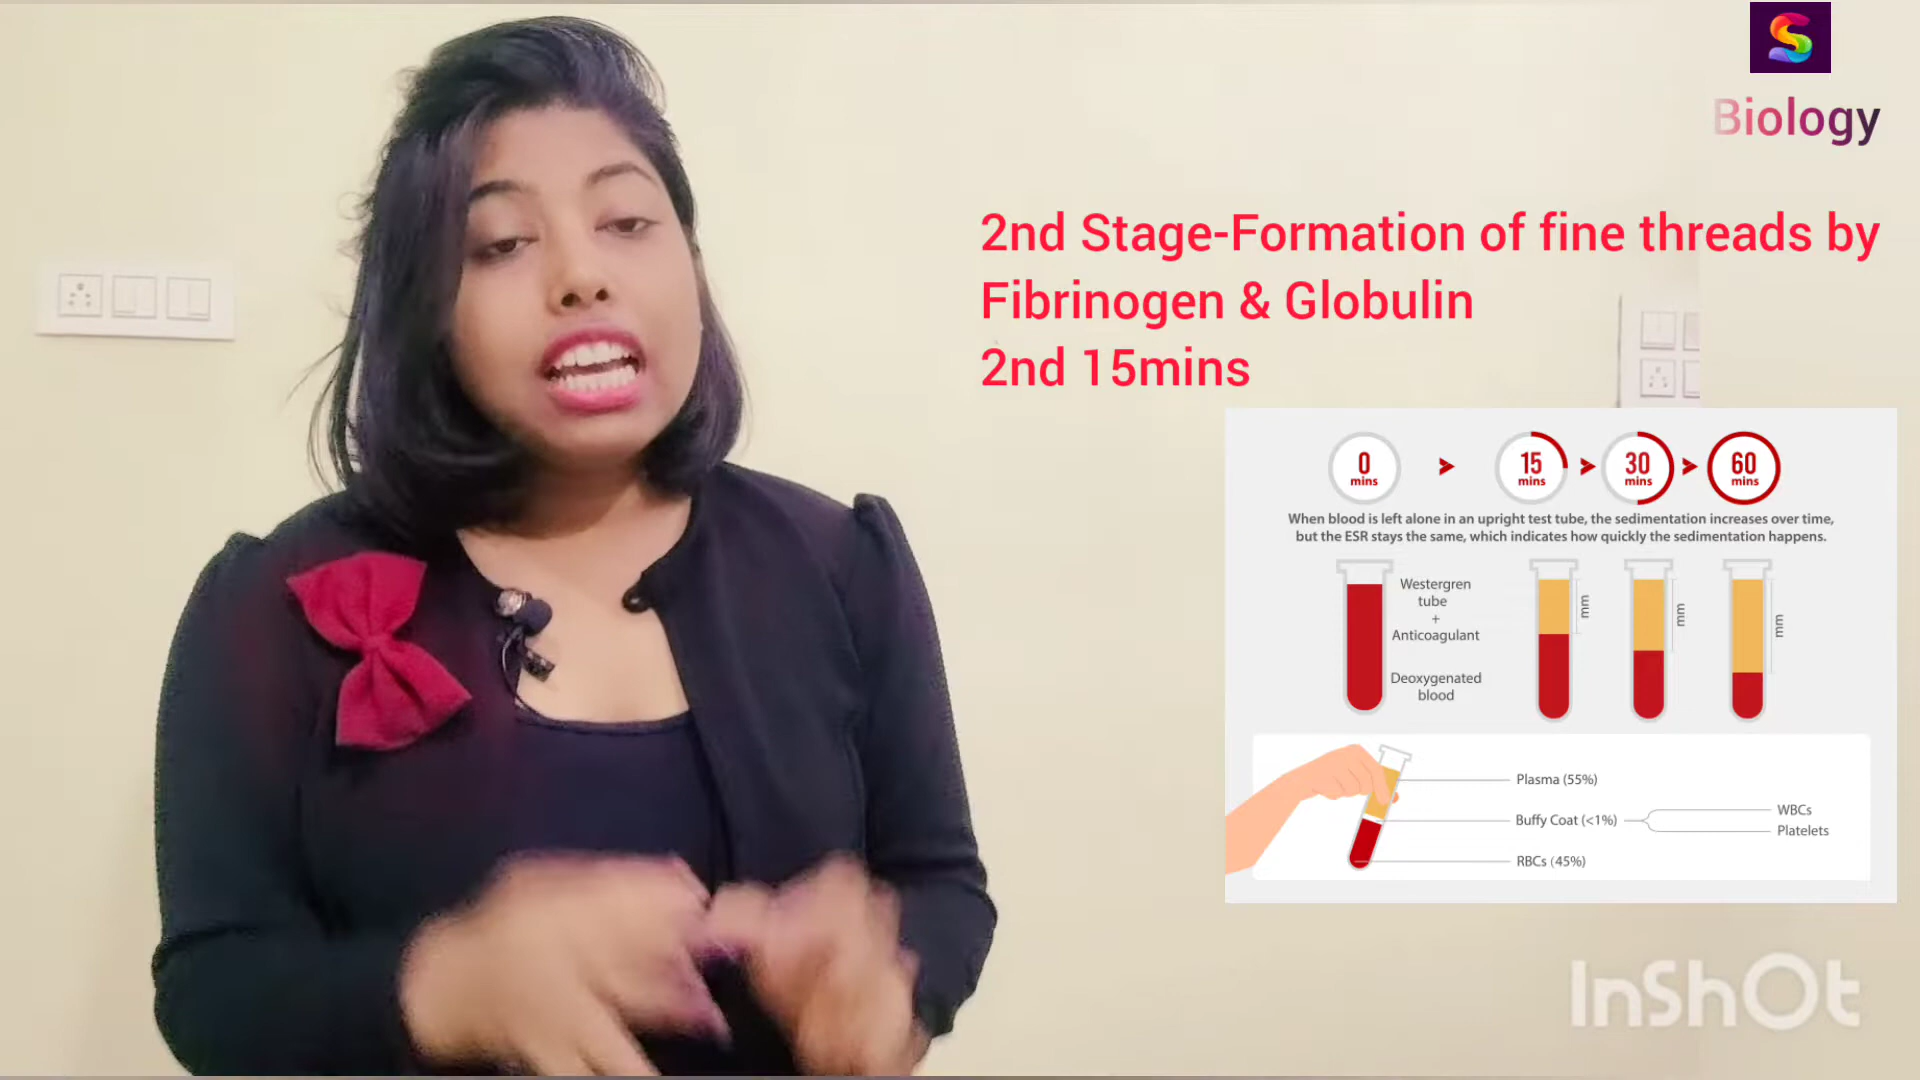 S
Biology
2nd Stage-Formation of fine threads by
Fibrinogen & Globulin
2nd 15mins
0 mins > 15 mins > 30 mins > 60 mins
When blood is left alone in an upright test tube, the sedimentation increases over time,
but the ESR stays the same, which indicates how quickly the sedimentation happens.
Westergren
tube
+
Anticoagulant
Deoxygenated
blood
mm
mm
mm
Plasma (55%)
Buffy Coat (<1%)
WBCs
Platelets
RBCs (45%)
InShOt